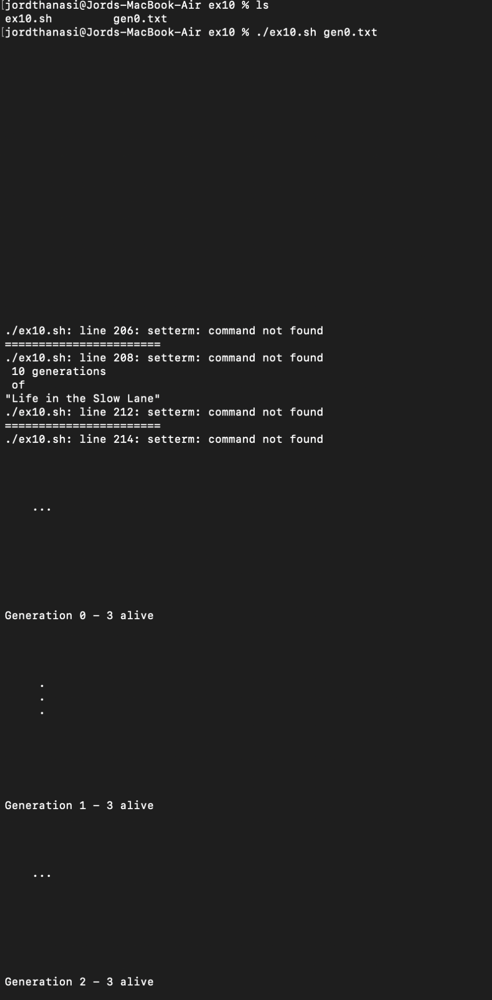 [jordthanasi@Jords-MacBook-Air ex10 % ls
ex10.sh         gen0.txt
[jordthanasi@Jords-MacBook-Air ex10 % ./ex10.sh gen0.txt
./ex10.sh: line 206: setterm: command not found
=======================
./ex10.sh: line 208: setterm: command not found
 10 generations
 of
"Life in the Slow Lane"
./ex10.sh: line 212: setterm: command not found
=======================
./ex10.sh: line 214: setterm: command not found
    ...
Generation 0 - 3 alive
     .
     .
     .
Generation 1 - 3 alive
    ...
Generation 2 - 3 alive